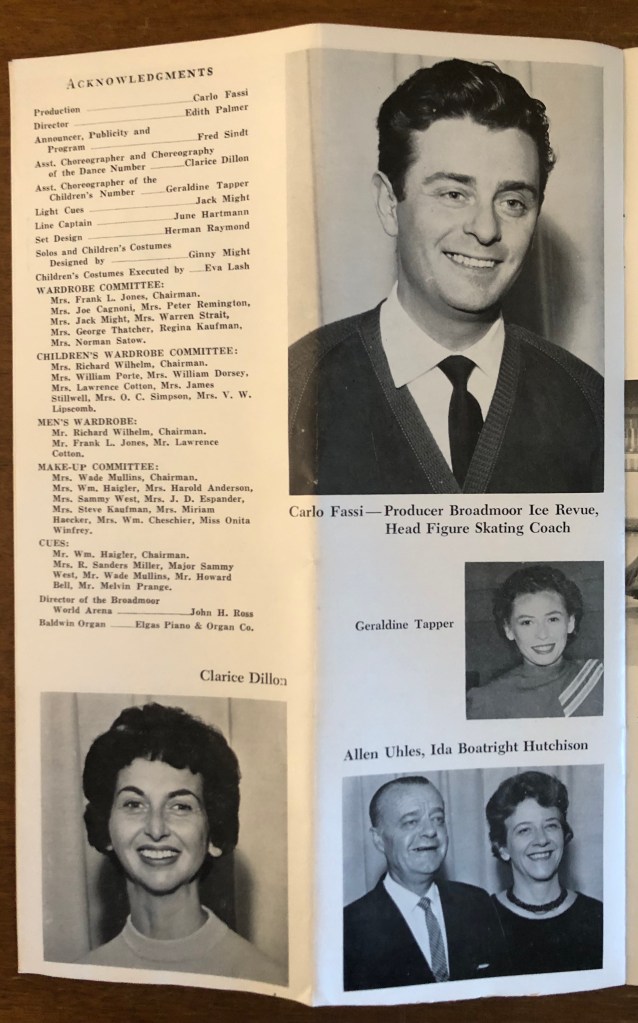 ACKNOWLEDGMENTS
Production Carlo Fassi
Director Edith Palmer
Announcer, Publicity and
Program Fred Sindt
Asst. Choreographer and Choreography
of the Dance Number Clarice Dillon
Asst. Choreographer of the
Children's Number Geraldine Tapper
Light Cues Jack Might
Line Captain June Hartmann
Set Design Herman Raymond
Solos and Children's Costumes
Designed by Ginny Might
Children's Costumes Executed by Eva Lash
WARDROBE COMMITTEE:
Mrs. Frank L. Jones, Chairman.
Mrs. Joe Cagnoni, Mrs. Peter Remington,
Mrs. Jack Might, Mrs. Warren Strait,
Mrs. George Thatcher, Regina Kaufman,
Mrs. Norman Satow.
CHILDREN'S WARDROBE COMMITTEE:
Mrs. Richard Wilhelm, Chairman.
Mrs. William Porte, Mrs. William Dorsey,
Mrs. Lawrence Cotton, Mrs. James
Stillwell, Mrs. O. C. Simpson, Mrs. V. W.
Lipscomb.
MEN'S WARDROBE:
Mr. Richard Wilhelm, Chairman.
Mr. Frank L. Jones, Mr. Lawrence
Cotton.
MAKE-UP COMMITTEE:
Mrs. Wade Mullins, Chairman.
Mrs. Wm. Haigler, Mrs. Harold Anderson,
Mrs. Sammy West, Mrs. J. D. Espander,
Mrs. Steve Kaufman, Mrs. Miriam
Haecker, Mrs. Wm. Cheschier, Miss Onita
Winfrey.
CUES:
Mr. Wm. Haigler, Chairman.
Mrs. R. Sanders Miller, Major Sammy
West, Mr. Wade Mullins, Mr. Howard
Bell, Mr. Melvin Prange.
Director of the Broadmoor
World Arena John H. Ross
Baldwin Organ Elgas Piano & Organ Co.
Clarice Dillon
Carlo Fassi—Producer Broadmoor Ice Revue,
Head Figure Skating Coach
Geraldine Tapper
Allen Uhles, Ida Boatright Hutchison